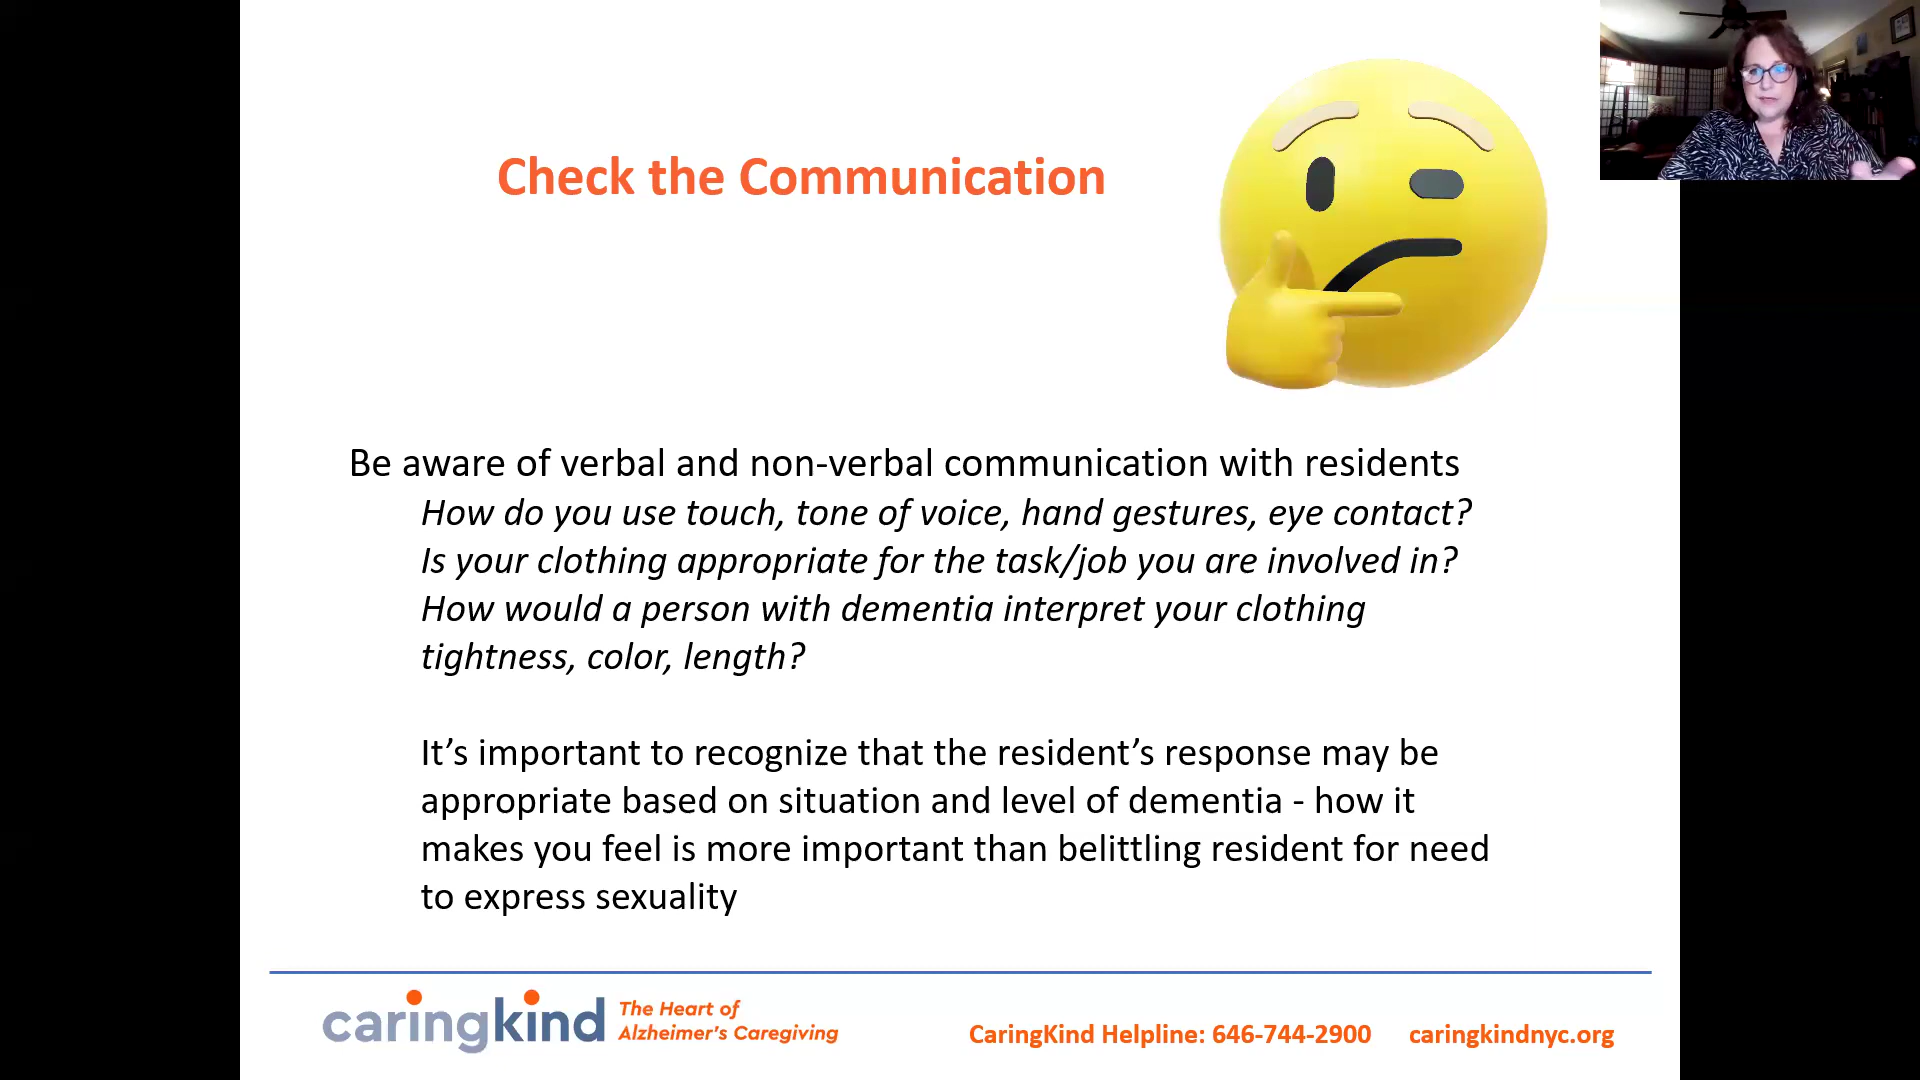 Check the Communication
Be aware of verbal and non-verbal communication with residents
How do you use touch, tone of voice, hand gestures, eye contact?
Is your clothing appropriate for the task/job you are involved in?
How would a person with dementia interpret your clothing
tightness, color, length?
It’s important to recognize that the resident’s response may be
appropriate based on situation and level of dementia - how it
makes you feel is more important than belittling resident for need
to express sexuality
caringkind
The Heart of
Alzheimer’s Caregiving
CaringKind Helpline: 646-744-2900 caringkindnyc.org